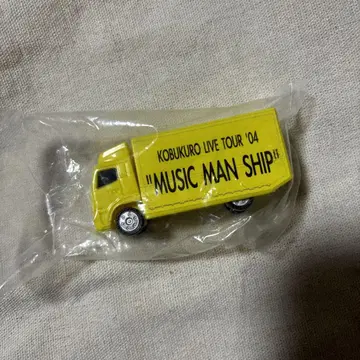 KOBUKURO LIVE TOUR '04
"MUSIC MAN SHIP"